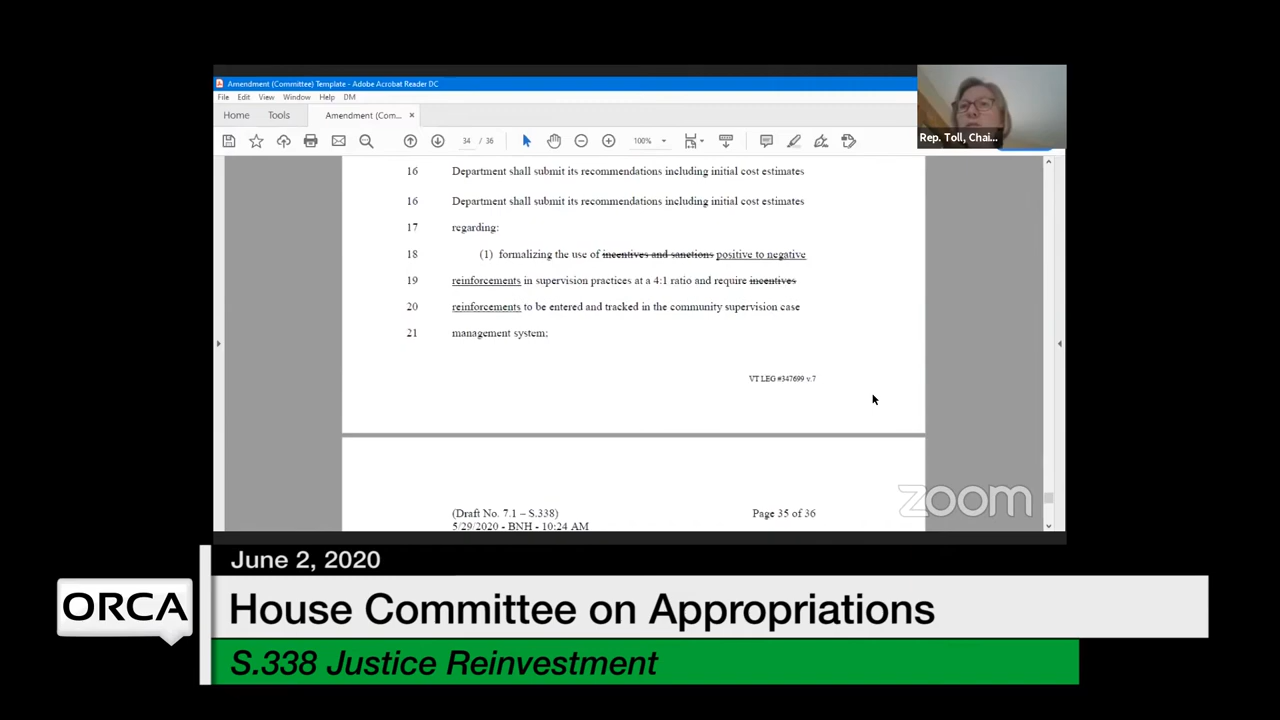 Amendment (Committee) Template - Adobe Acrobat Reader DC
File Edit View Window Help DM
Home Tools Amendment (Com... ×
34 / 36 100%
Rep. Toll, Chai...
16 Department shall submit its recommendations including initial cost estimates
16 Department shall submit its recommendations including initial cost estimates
17 regarding:
18 (1) formalizing the use of incentives and sanctions positive to negative
19 reinforcements in supervision practices at a 4:1 ratio and require incentives
20 reinforcements to be entered and tracked in the community supervision case
21 management system;
VT LEG #347699 v.7
(Draft No. 7.1 – S.338) Page 35 of 36
5/29/2020 - BNH - 10:24 AM
zoom
June 2, 2020
ORCA
House Committee on Appropriations
S.338 Justice Reinvestment